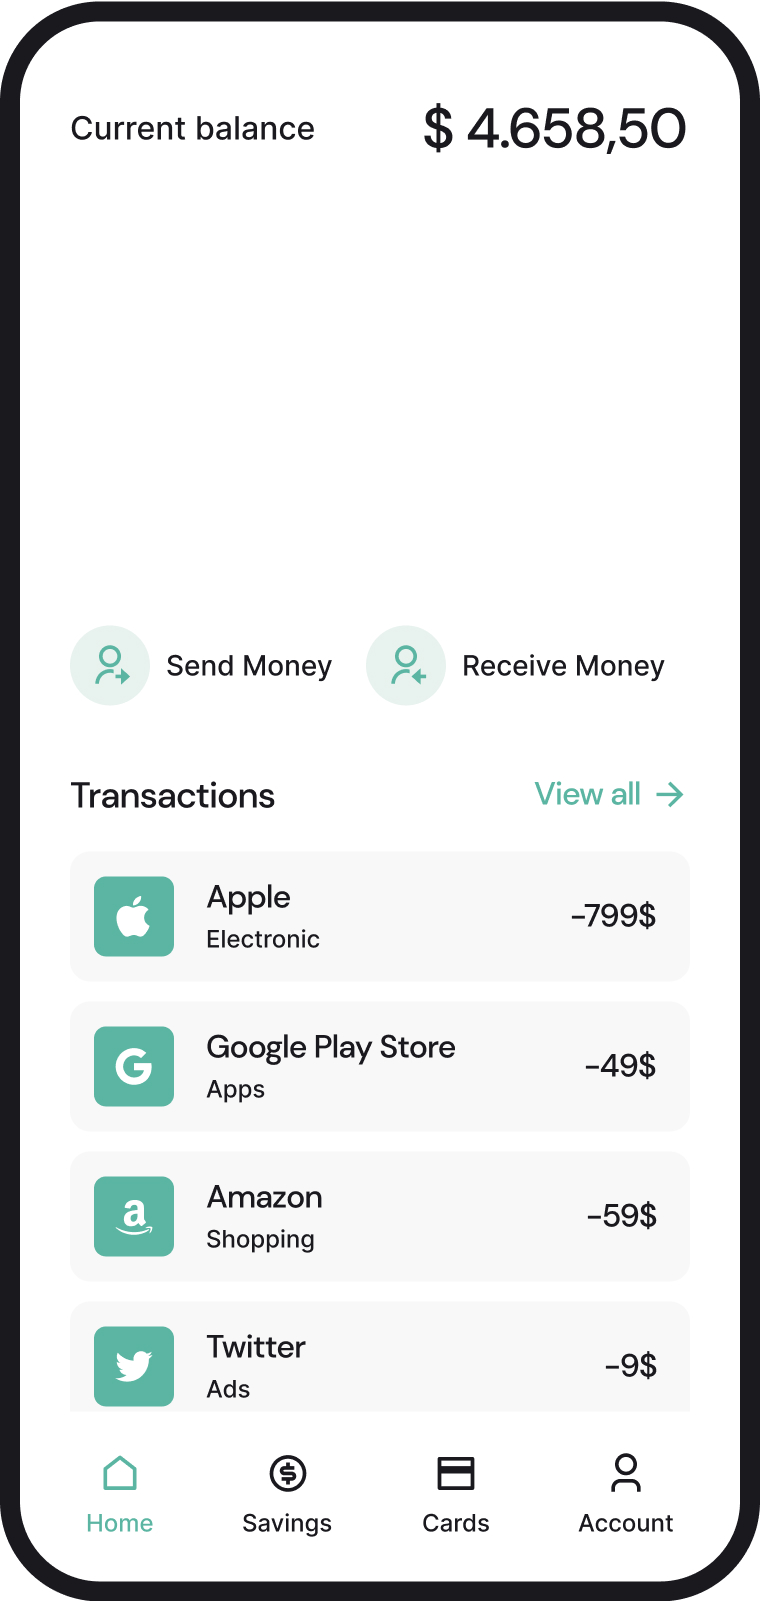 Current balance
$ 4.658,50
Send Money
Receive Money
Transactions
View all
Apple
Electronic
-799$
Google Play Store
Apps
-49$
Amazon
Shopping
-59$
Twitter
Ads
-9$
Home
Savings
Cards
Account